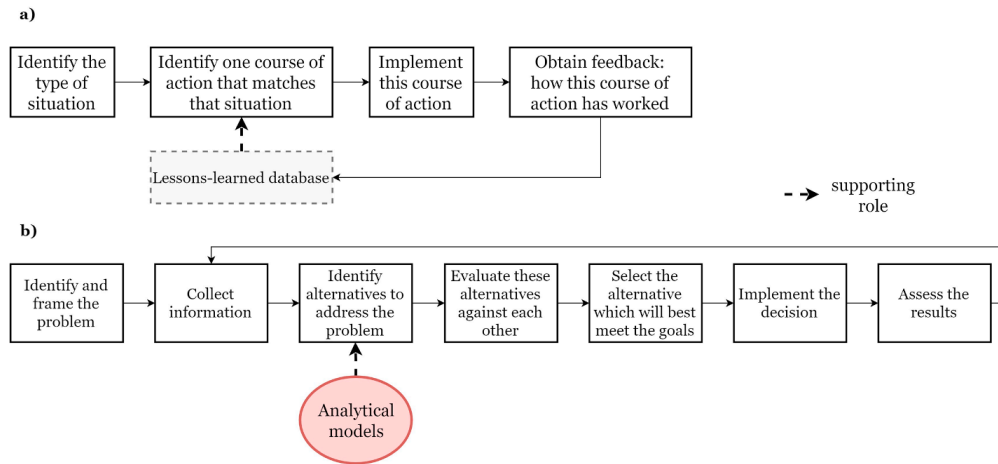 a)
Identify the
type of
situation
Identify one course of
action that matches
that situation
Implement
this course
of action
Obtain feedback:
how this course of
action has worked
Lessons-learned database
supporting
role
b)
Identify and
frame the
problem
Collect
information
Identify
alternatives to
address the
problem
Evaluate these
alternatives
against each
other
Select the
alternative
which will best
meet the goals
Implement the
decision
Assess the
results
Analytical
models